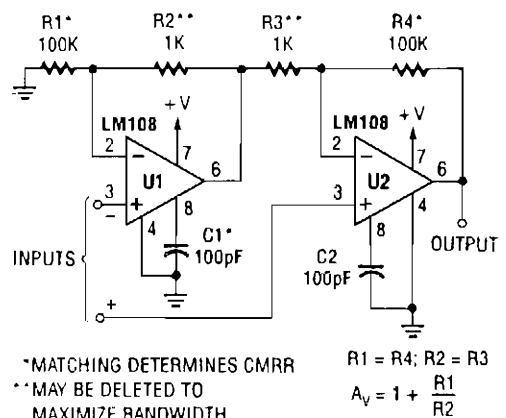 R1* R2** R3** R4*
100K 1K 1K 100K
+V +V
LM108 LM108
2 − 7 2 − 7
U1 6 U2 6
3 + 3 +
−
4 8 8 4
C1*
100pF
C2
100pF
INPUTS
OUTPUT
+
*MATCHING DETERMINES CMRR
**MAY BE DELETED TO
MAXIMIZE BANDWIDTH
R1 = R4; R2 = R3
AV = 1 + R1
R2